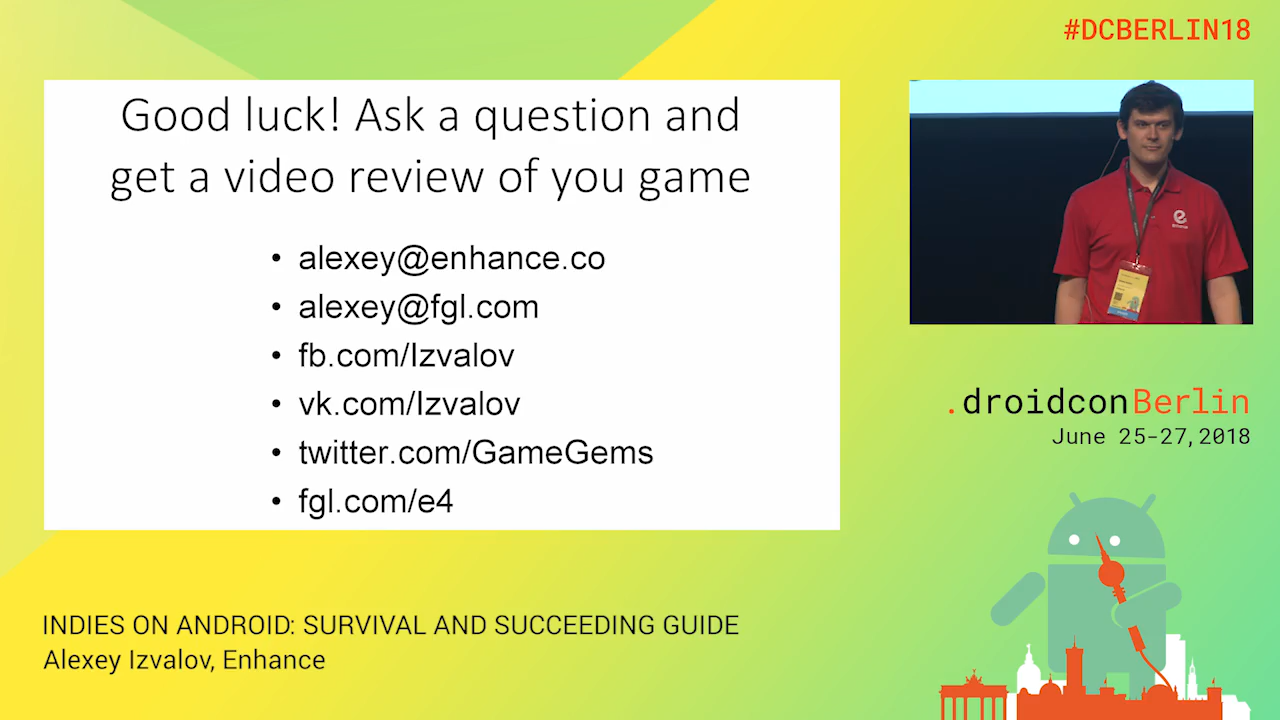 #DCBERLIN18
Good luck! Ask a question and
get a video review of you game
• alexey@enhance.co
• alexey@fgl.com
• fb.com/Izvalov
• vk.com/Izvalov
• twitter.com/GameGems
• fgl.com/e4
.droidconBerlin
June 25-27, 2018
INDIES ON ANDROID: SURVIVAL AND SUCCEEDING GUIDE
Alexey Izvalov, Enhance